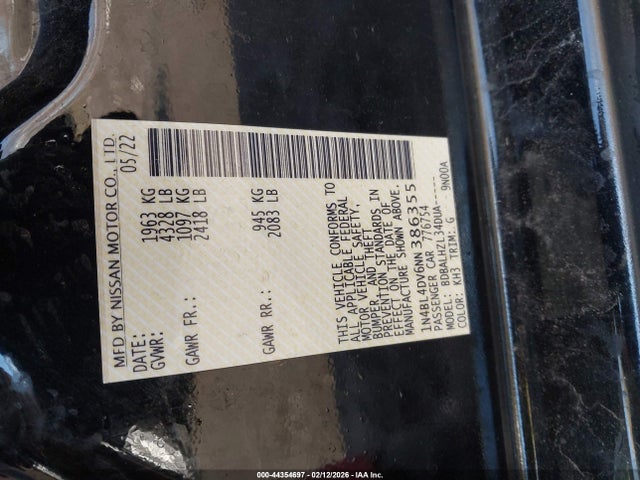 MFD BY NISSAN MOTOR CO., LTD.
DATE: 05/22
GVWR: 1963 KG
4328 LB
GAWR FR.: 1097 KG
2418 LB
GAWR RR.: 945 KG
2083 LB
THIS VEHICLE CONFORMS TO
ALL APPLICABLE FEDERAL
MOTOR VEHICLE SAFETY,
BUMPER, AND THEFT
PREVENTION STANDARDS IN
EFFECT ON THE DATE OF
MANUFACTURE SHOWN ABOVE.
1N4BL4DV6NN386355
PASSENGER CAR 776754
MODEL: BDBALHZL34DUA------
COLOR: KH3 TRIM: G 9N00A
000-44354697 - 02/12/2026 - IAA Inc.